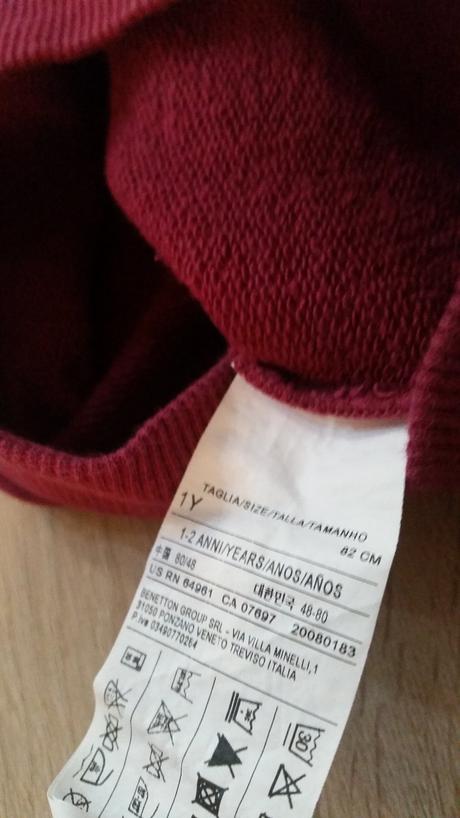 TAGLIA/SIZE/TALLA/TAMANHO
1Y 82 CM
1-2 ANNI/YEARS/ANOS/AÑOS
中国 80/48 대한민국 48-80
US RN 64961 CA 07697 20080183
BENETTON GROUP SRL - VIA VILLA MINELLI,1
31050 PONZANO VENETO TREVISO ITALIA
P.IVA 03490770264
30